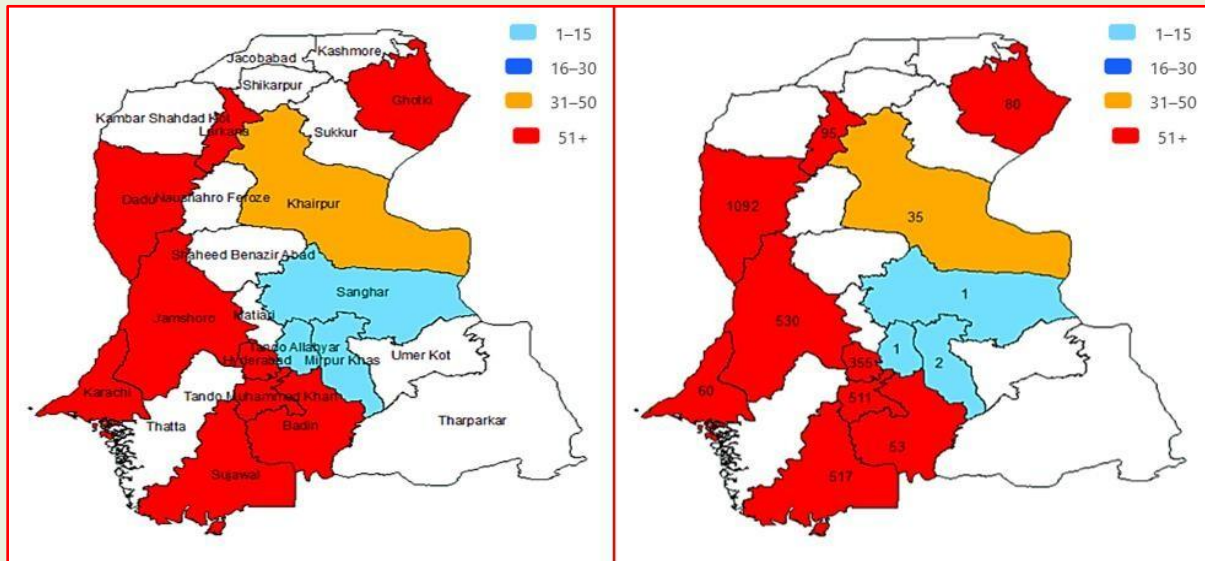 Jacobabad
Kashmore
Shikarpur
Ghotki
Kambar Shahdad Kot
Larkana
Sukkur
Dadu
Naushahro Feroze
Khairpur
Shaheed Benazir Abad
Sanghar
Matiari
Jamshoro
Tando Allahyar
Hyderabad
Mirpur Khas
Umer Kot
Karachi
Tando Muhammad Khan
Thatta
Badin
Tharparkar
Sujawal
1–15
16–30
31–50
51+
80
95
1092
35
1
530
1
355+
2
60
511
53
517
1–15
16–30
31–50
51+